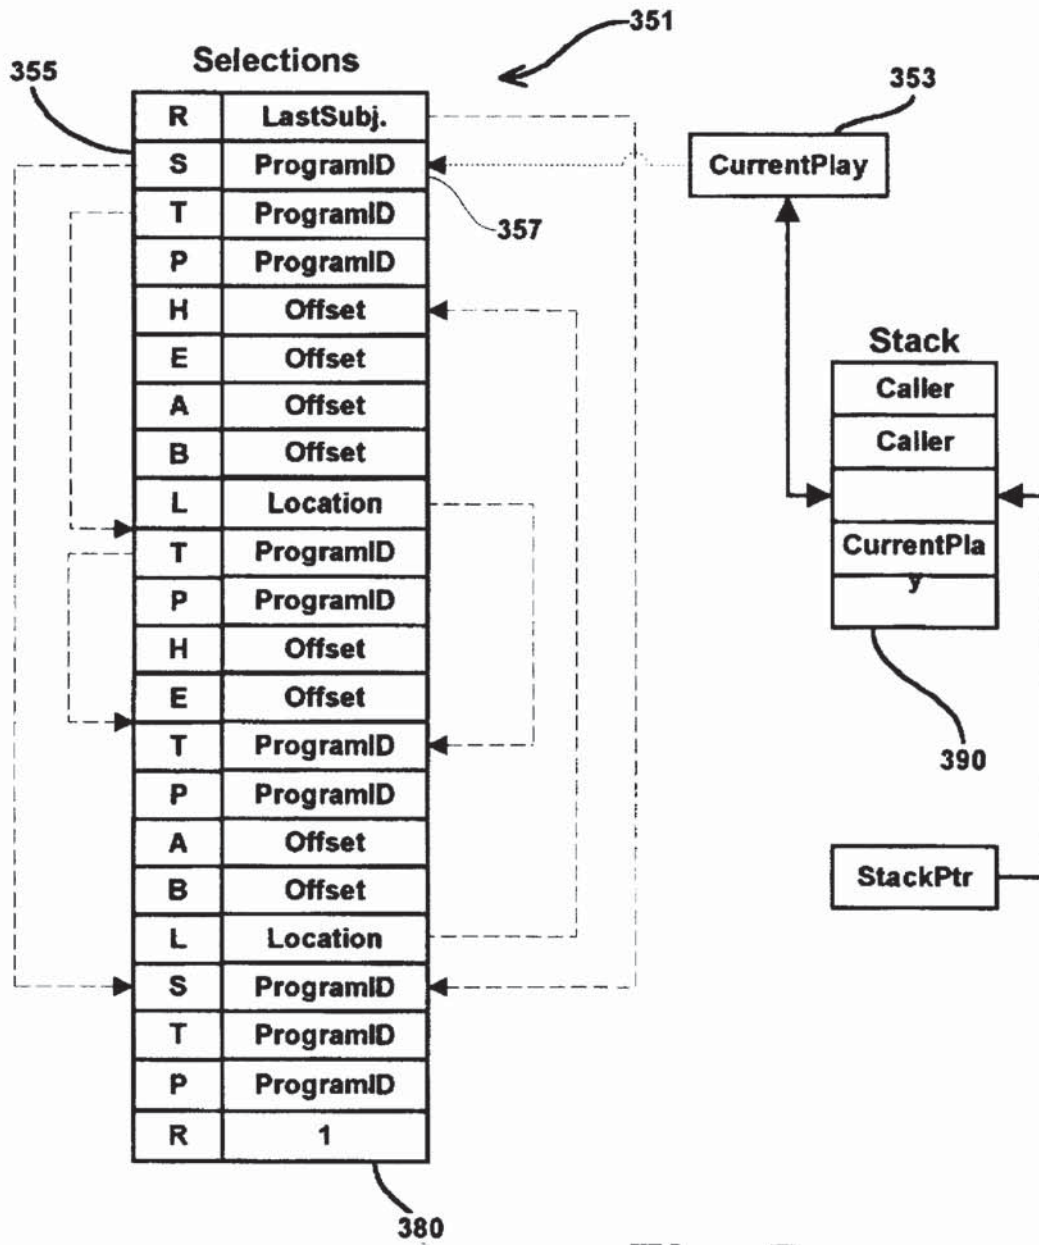 351
355
Selections
353
R LastSubj.
S ProgramID
CurrentPlay
T ProgramID
357
P ProgramID
H Offset
E Offset
Stack
A Offset
Caller
B Offset
Caller
L Location
T ProgramID
CurrentPla
y
P ProgramID
H Offset
E Offset
T ProgramID
390
P ProgramID
A Offset
B Offset
StackPtr
L Location
S ProgramID
T ProgramID
P ProgramID
R 1
380